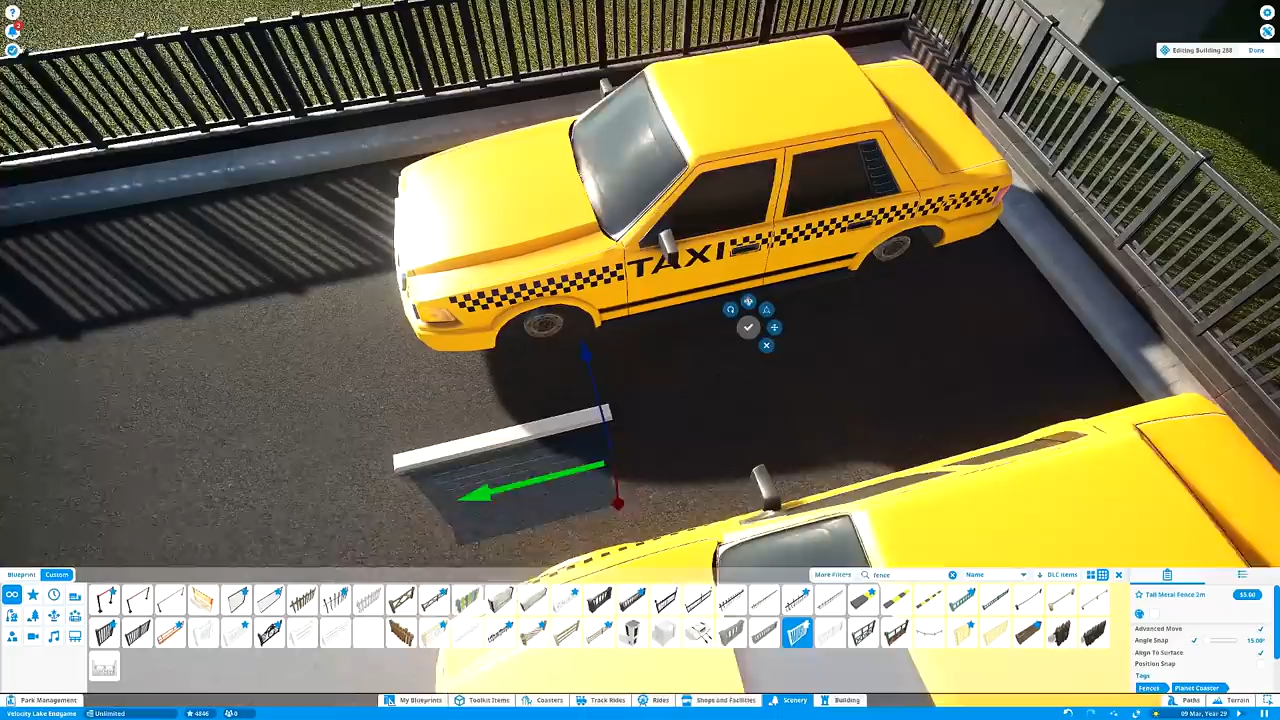 ?
2
Editing Building 288 Done
TAXI
Blueprint Custom
More Filters fence Name DLC Items
Tall Metal Fence 2m $5.00
Advanced Move
Angle Snap 15.00°
Align To Surface
Position Snap
Tags
Fences Planet Coaster
Park Management My Blueprints Toolkit Items Coasters Track Rides Rides Shops and Facilities Scenery Building Paths Terrain
Velocity Lake Endgame Unlimited 4846 0 09 Mar, Year 29